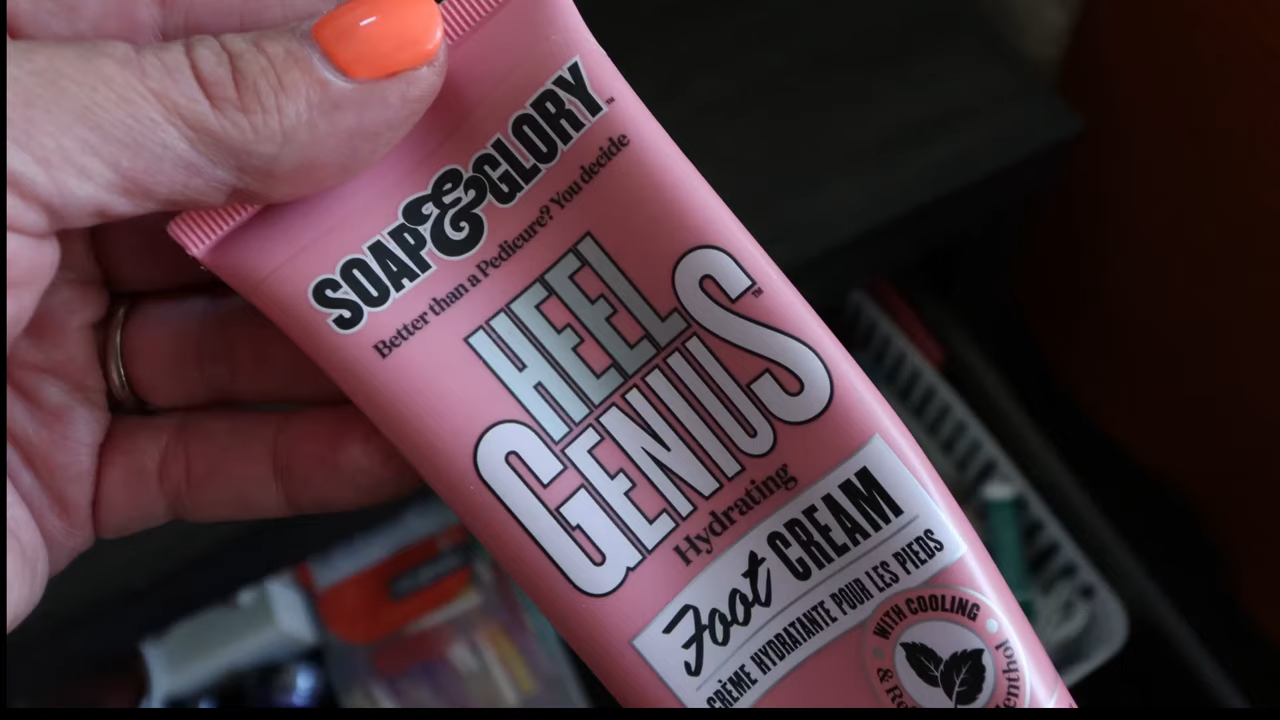 SOAP & GLORY™
Better than a Pedicure? You decide
HEEL
GENIUS™
Hydrating
Foot CREAM
CRÈME HYDRATANTE POUR LES PIEDS
WITH COOLING
&